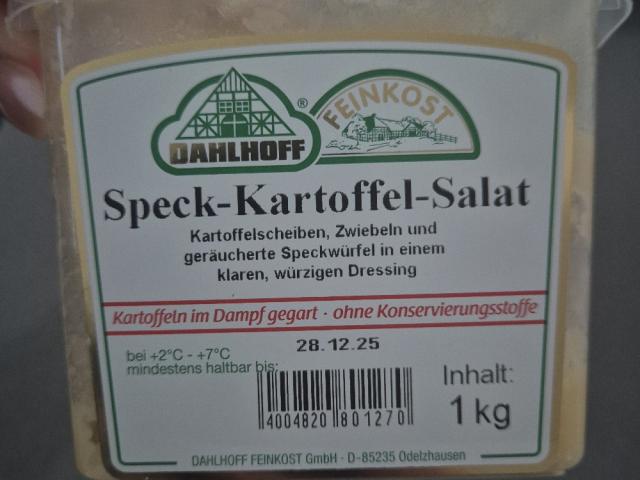 DAHLHOFF
®
FEINKOST
Speck-Kartoffel-Salat
Kartoffelscheiben, Zwiebeln und
geräucherte Speckwürfel in einem
klaren, würzigen Dressing
Kartoffeln im Dampf gegart · ohne Konservierungsstoffe
28.12.25
bei +2°C - +7°C
mindestens haltbar bis:
Inhalt:
1 kg
4004820 801270
DAHLHOFF FEINKOST GmbH · D-85235 Odelzhausen